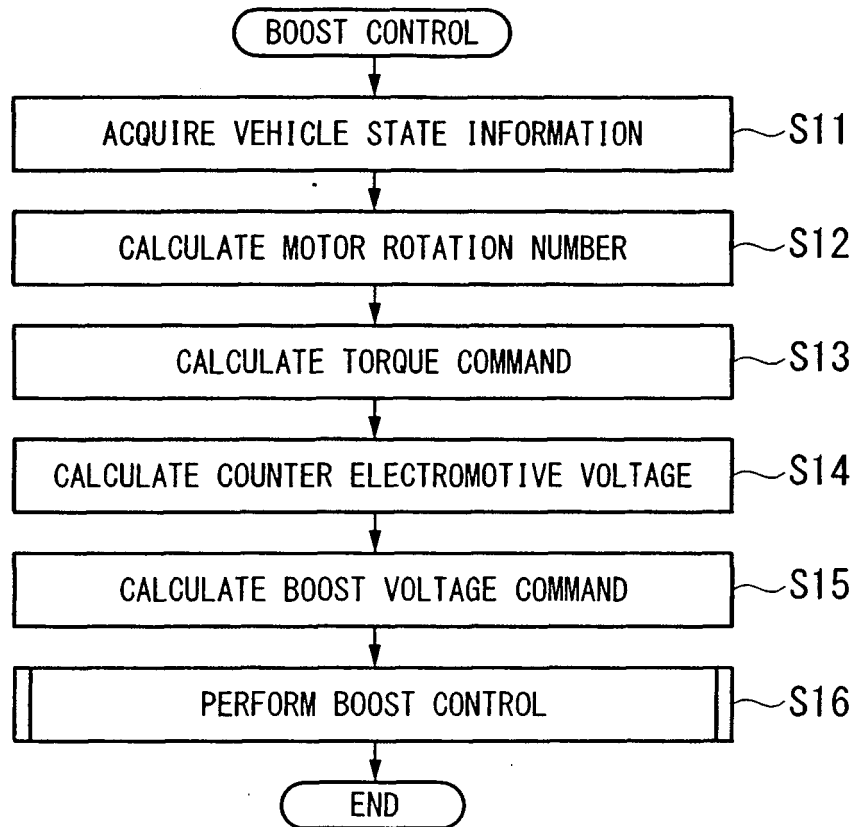 BOOST CONTROL
ACQUIRE VEHICLE STATE INFORMATION
S11
CALCULATE MOTOR ROTATION NUMBER
S12
CALCULATE TORQUE COMMAND
S13
CALCULATE COUNTER ELECTROMOTIVE VOLTAGE
S14
CALCULATE BOOST VOLTAGE COMMAND
S15
PERFORM BOOST CONTROL
S16
END